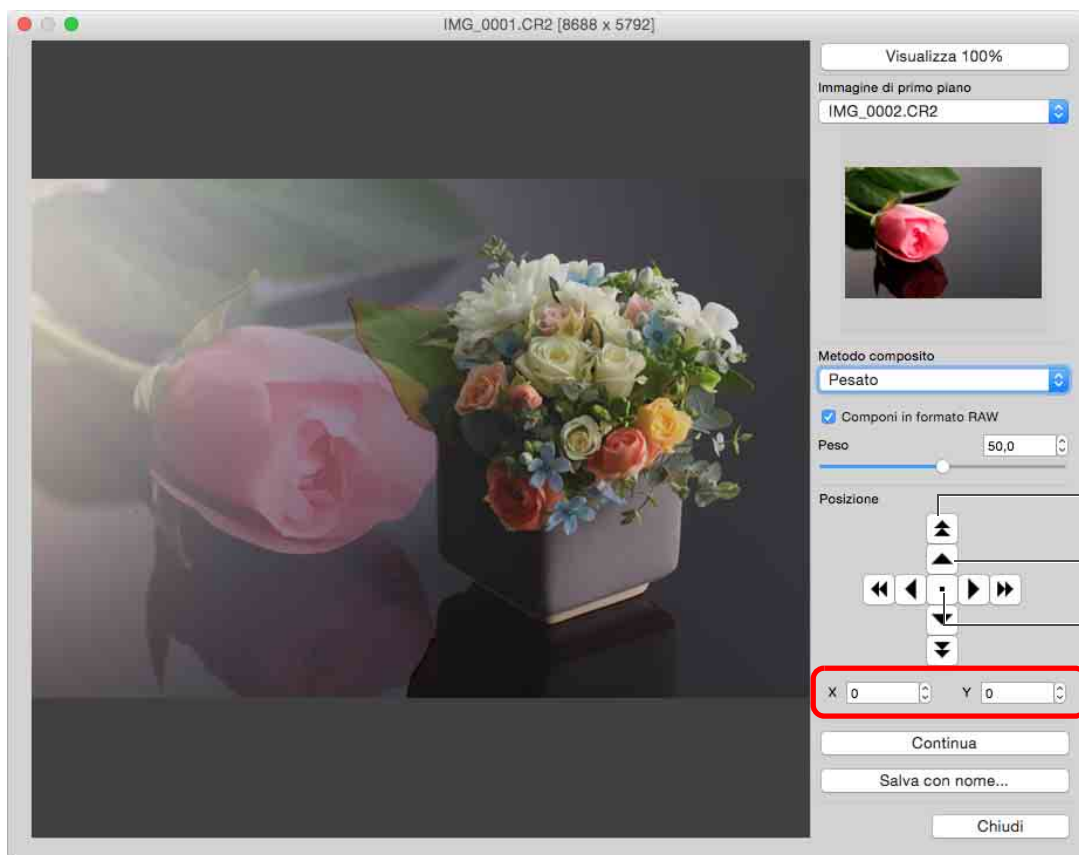 IMG_0001.CR2 [8688 x 5792]
Visualizza 100%
Immagine di primo piano
IMG_0002.CR2
Metodo composito
Pesato
Componi in formato RAW
Peso 50,0
Posizione
X 0 Y 0
Continua
Salva con nome...
Chiudi